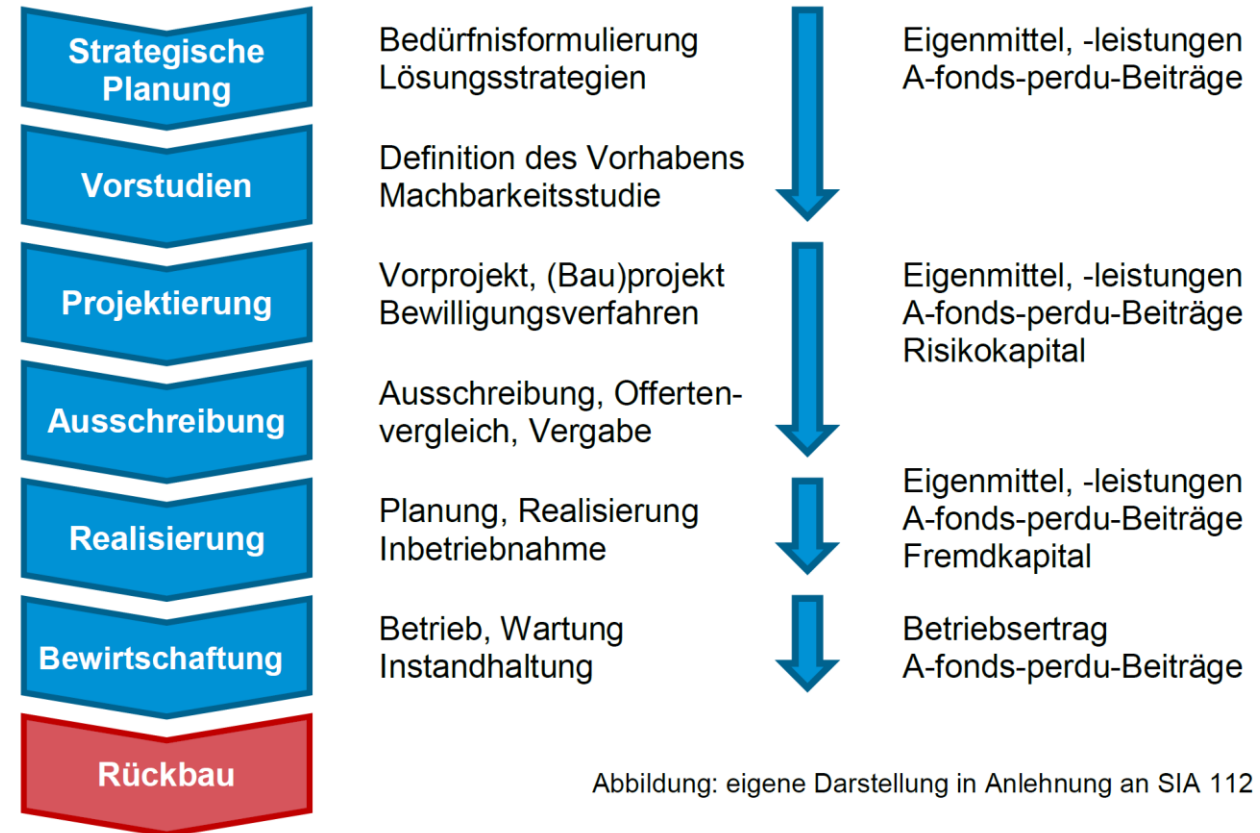 Strategische
Planung
Bedürfnisformulierung
Lösungsstrategien
Eigenmittel, -leistungen
A-fonds-perdu-Beiträge
Vorstudien
Definition des Vorhabens
Machbarkeitsstudie
Projektierung
Vorprojekt, (Bau)projekt
Bewilligungsverfahren
Eigenmittel, -leistungen
A-fonds-perdu-Beiträge
Risikokapital
Ausschreibung
Ausschreibung, Offerten-
vergleich, Vergabe
Realisierung
Planung, Realisierung
Inbetriebnahme
Eigenmittel, -leistungen
A-fonds-perdu-Beiträge
Fremdkapital
Bewirtschaftung
Betrieb, Wartung
Instandhaltung
Betriebsertrag
A-fonds-perdu-Beiträge
Rückbau
Abbildung: eigene Darstellung in Anlehnung an SIA 112